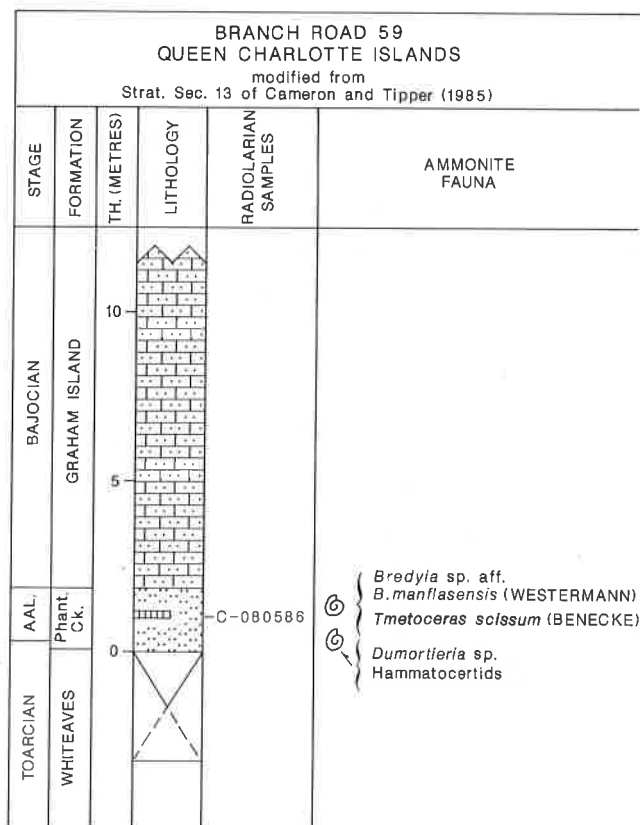 BRANCH ROAD 59
QUEEN CHARLOTTE ISLANDS
modified from
Strat. Sec. 13 of Cameron and Tipper (1985)
STAGE
FORMATION
TH. (METRES)
LITHOLOGY
RADIOLARIAN
SAMPLES
AMMONITE
FAUNA
BAJOCIAN
AAL.
TOARCIAN
GRAHAM ISLAND
Phant.
Ck.
WHITEAVES
10
5
0
C-080586
Bredyia sp. aff.
B.manflasensis (WESTERMANN)
Tmetoceras scissum (BENECKE)
Dumortieria sp.
Hammatocertids